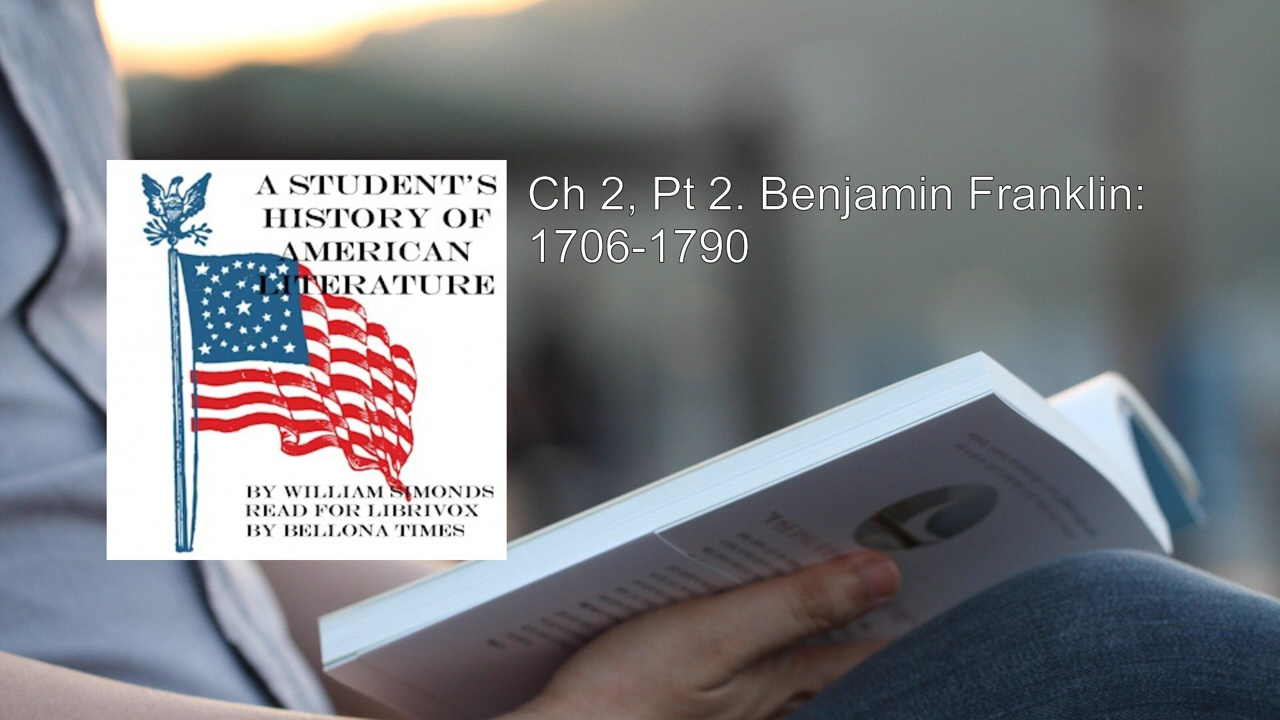 A STUDENT'S
HISTORY OF
AMERICAN
LITERATURE
BY WILLIAM SIMONDS
READ FOR LIBRIVOX
BY BELLONA TIMES
Ch 2, Pt 2. Benjamin Franklin:
1706-1790